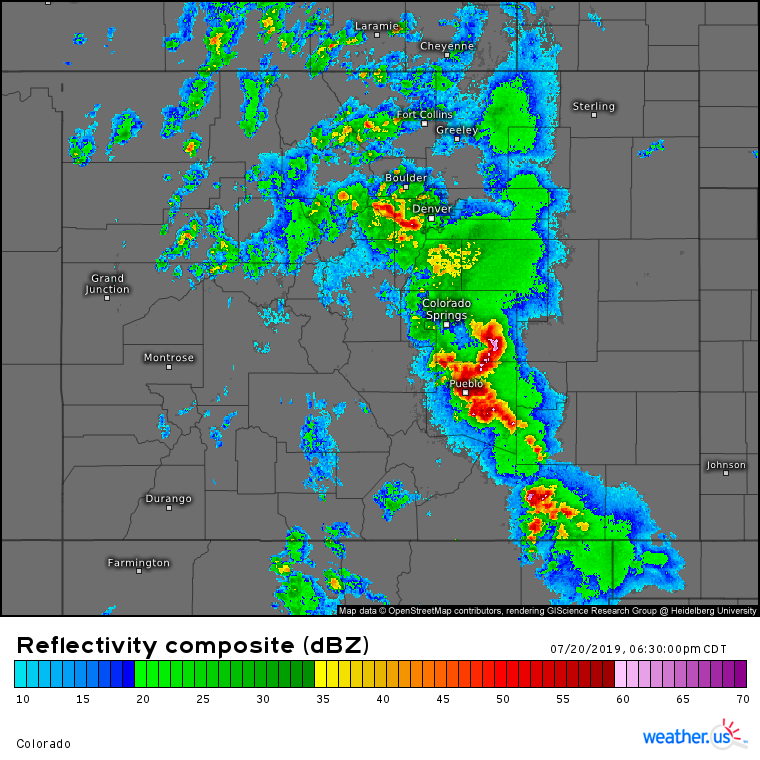 Laramie
Cheyenne
Sterling
Fort Collins
Greeley
Boulder
Denver
Grand
Junction
Colorado
Springs
Montrose
Pueblo
Johnson
Durango
Farmington
Map data © OpenStreetMap contributors, rendering GIScience Research Group @ Heidelberg University
Reflectivity composite (dBZ)
07/20/2019, 06:30:00pm CDT
10 15 20 25 30 35 40 45 50 55 60 65 70
weather.us
Colorado